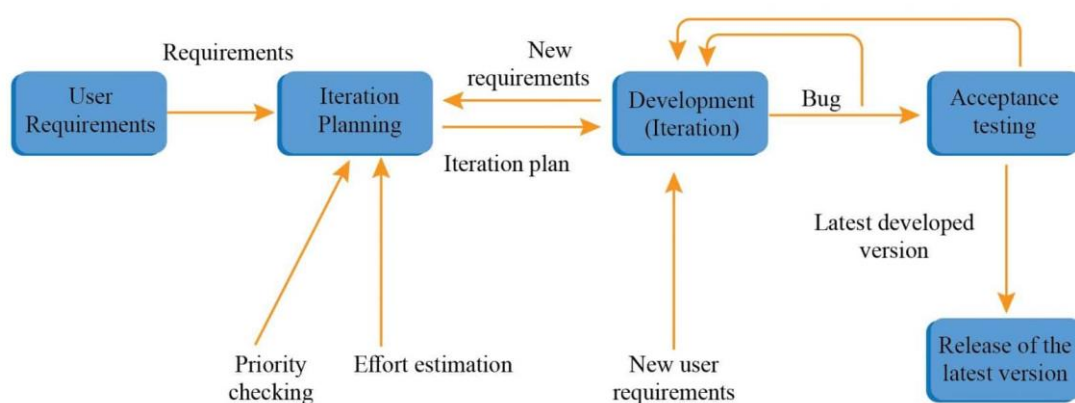 Requirements
User
Requirements
Iteration
Planning
New
requirements
Iteration plan
Development
(Iteration)
Bug
Acceptance
testing
Latest developed
version
Priority
checking
Effort estimation
New user
requirements
Release of the
latest version